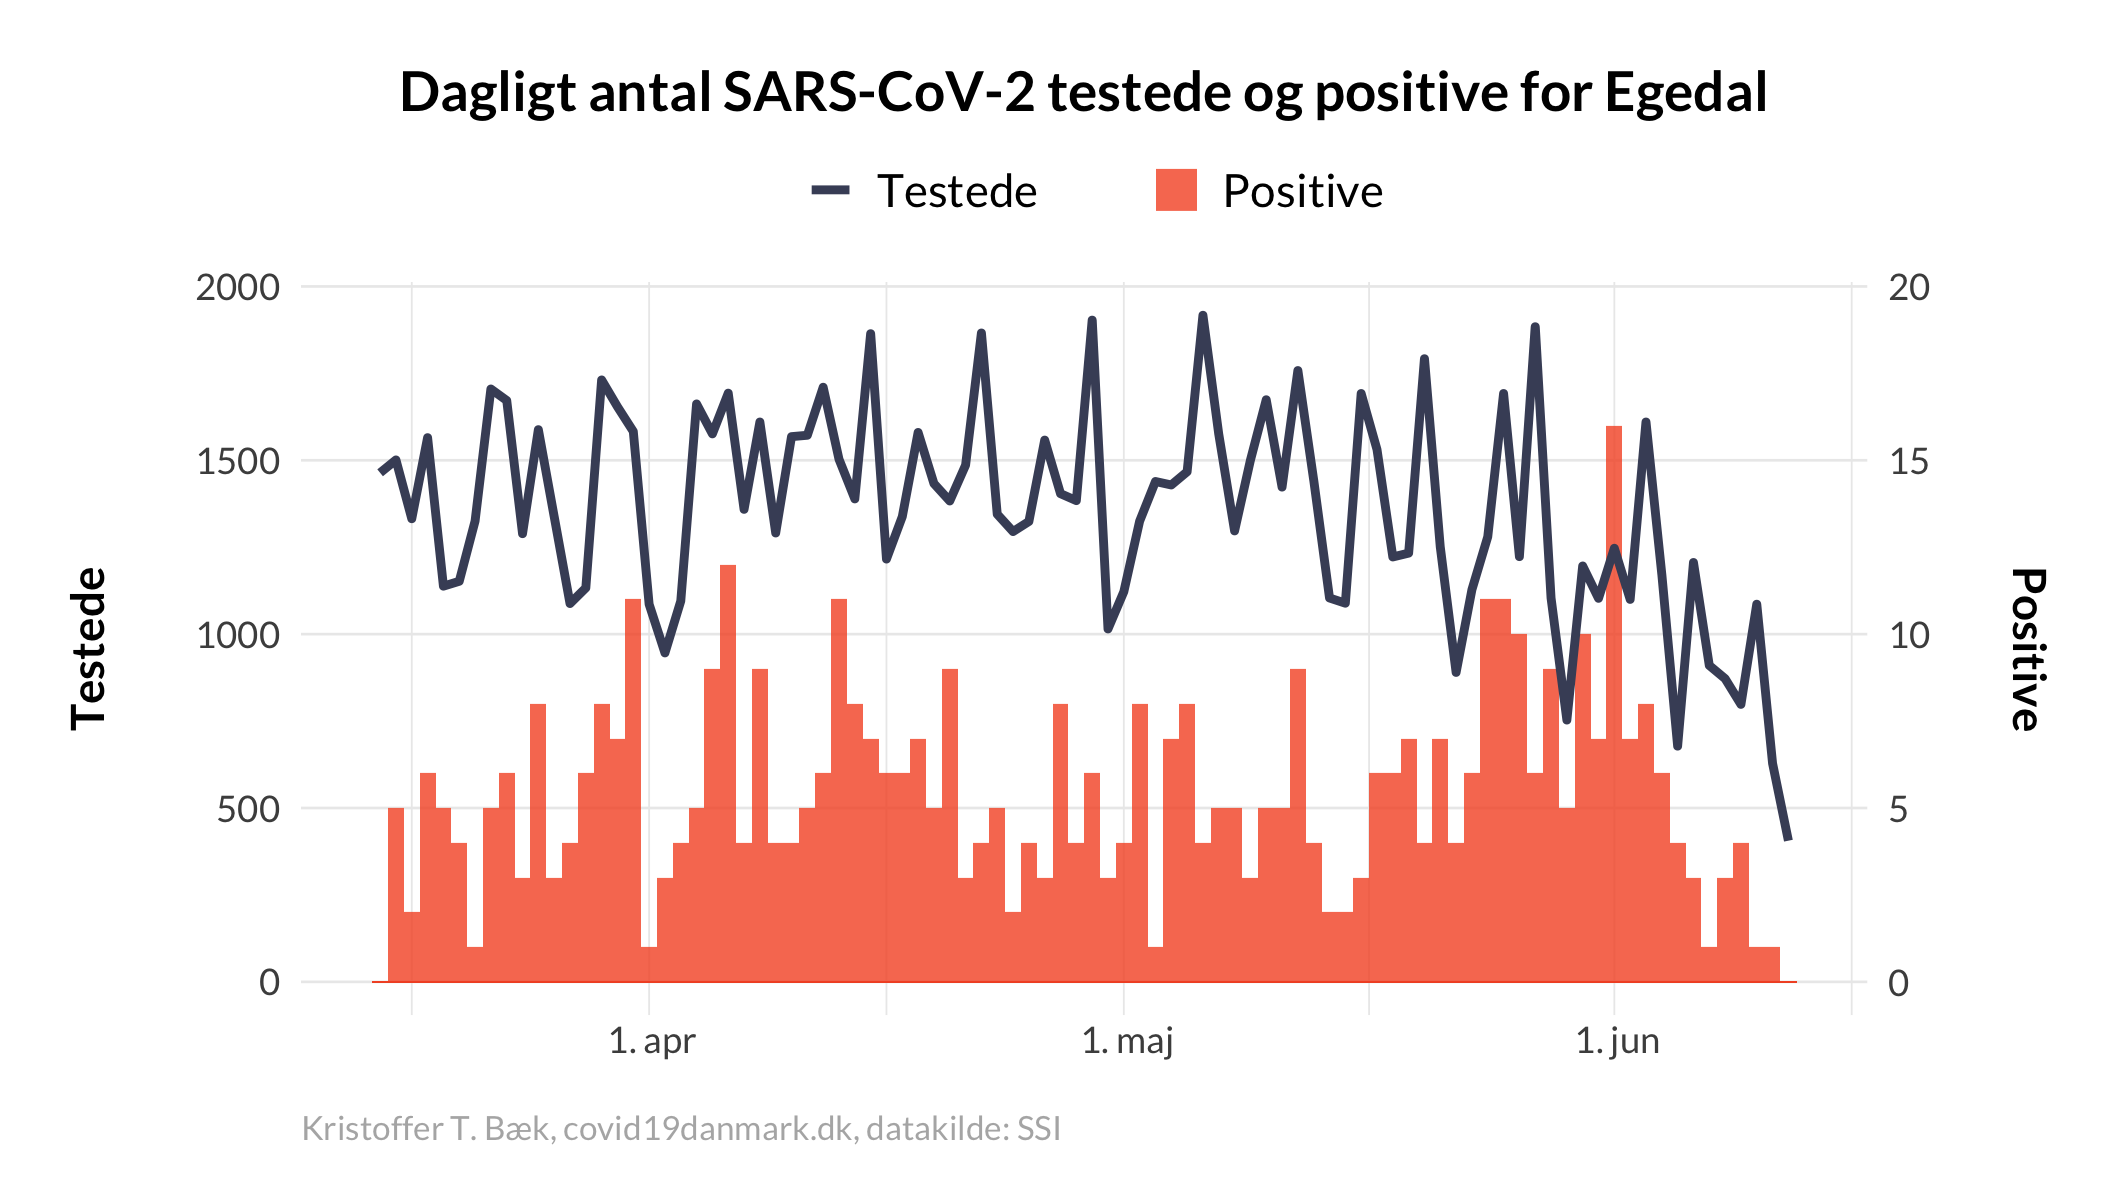 Dagligt antal SARS-CoV-2 testede og positive for Egedal
Testede
Positive
2000
1500
1000
500
0
20
15
10
5
0
Testede
Positive
1. apr
1. maj
1. jun
Kristoffer T. Bæk, covid19danmark.dk, datakilde: SSI